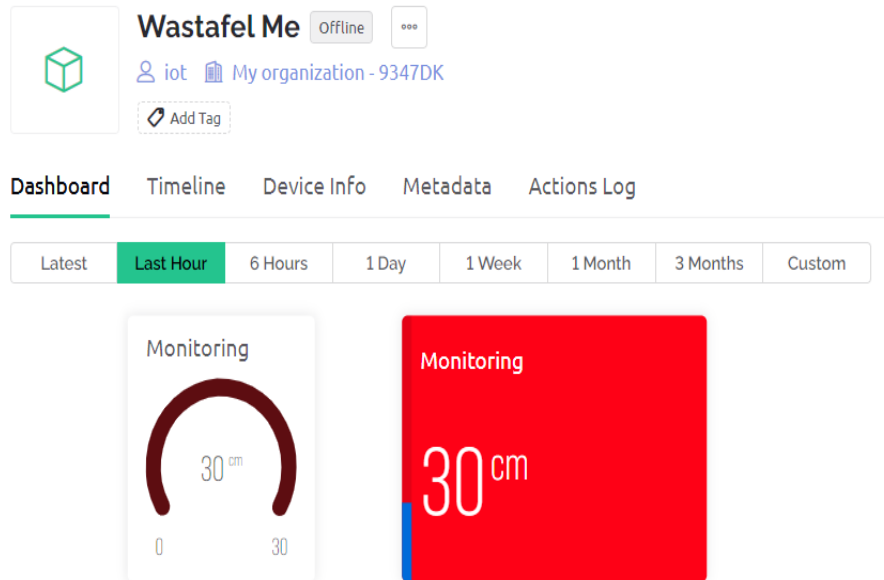 Wastafel Me Offline
iot My organization - 9347DK
Add Tag
Dashboard Timeline Device Info Metadata Actions Log
Latest Last Hour 6 Hours 1 Day 1 Week 1 Month 3 Months Custom
Monitoring
30 cm
0 30
Monitoring
30 cm